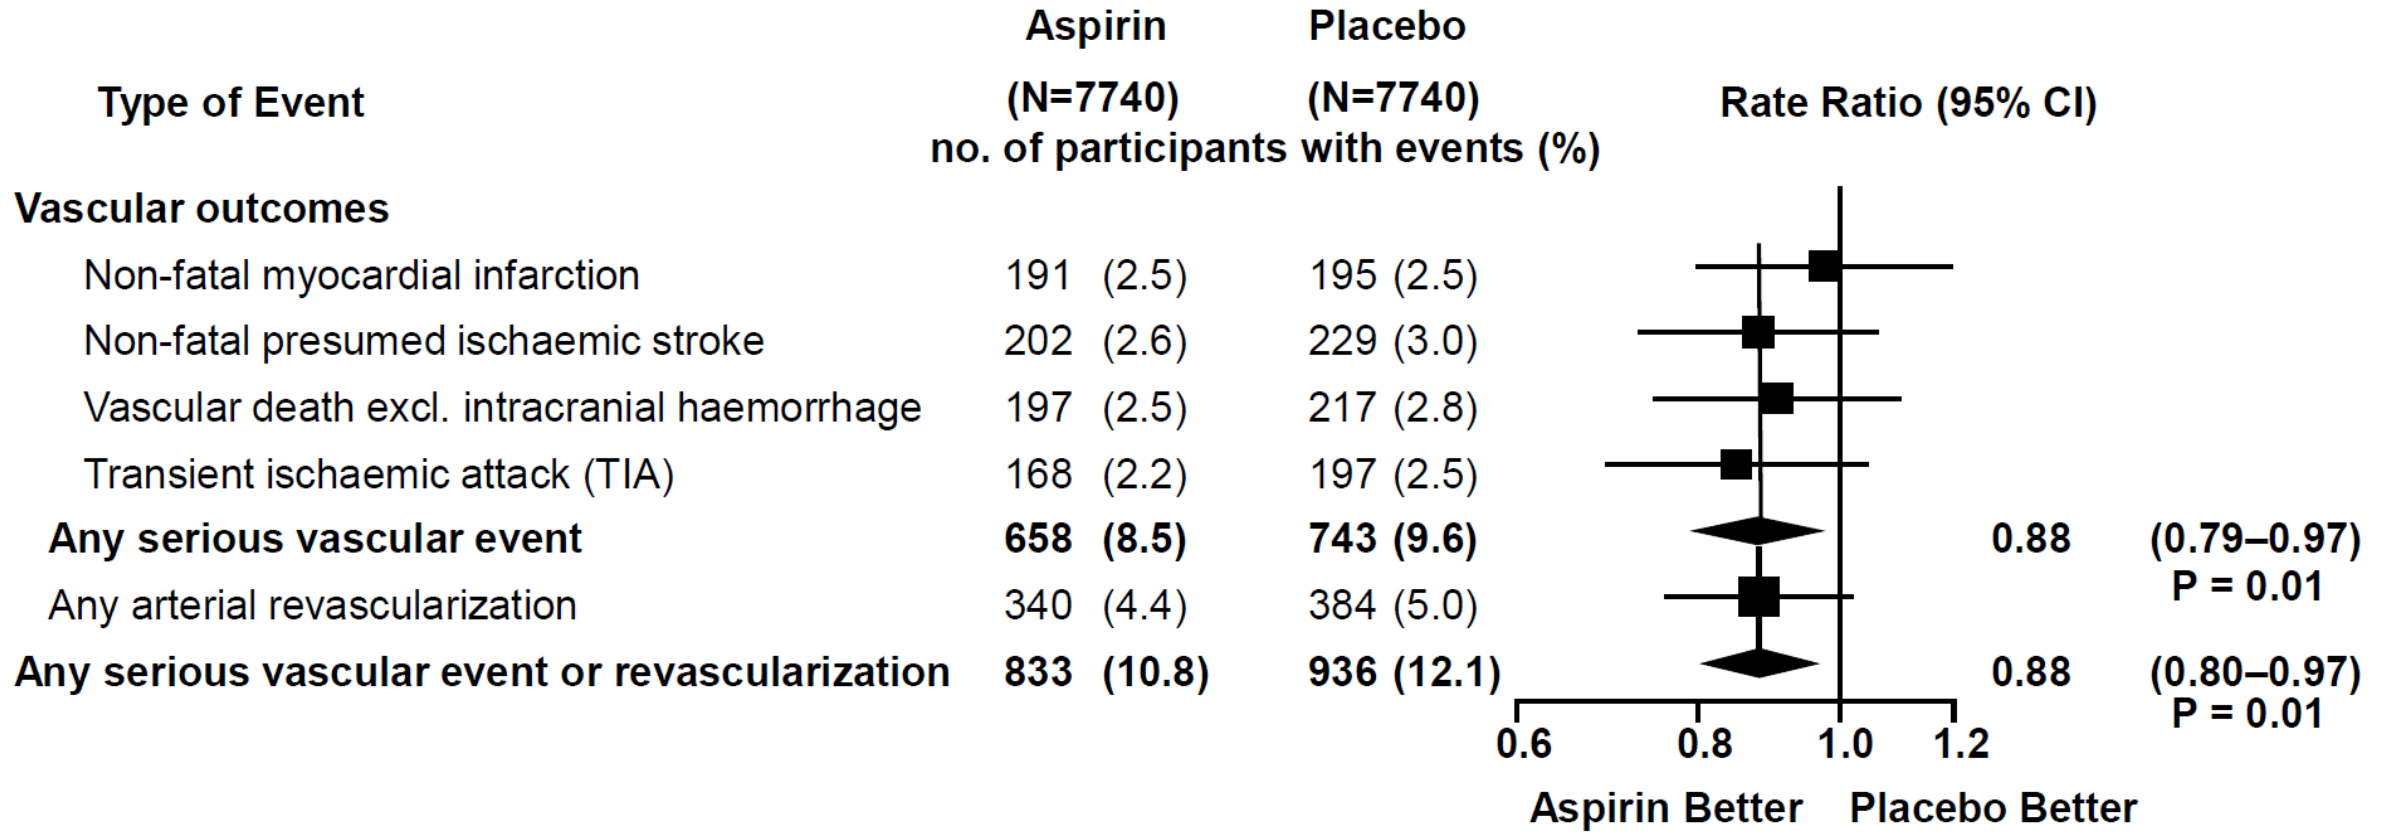 Aspirin Placebo
Type of Event (N=7740) (N=7740) Rate Ratio (95% CI)
no. of participants with events (%)
Vascular outcomes
Non-fatal myocardial infarction 191 (2.5) 195 (2.5)
Non-fatal presumed ischaemic stroke 202 (2.6) 229 (3.0)
Vascular death excl. intracranial haemorrhage 197 (2.5) 217 (2.8)
Transient ischaemic attack (TIA) 168 (2.2) 197 (2.5)
Any serious vascular event 658 (8.5) 743 (9.6) 0.88 (0.79–0.97)
P = 0.01
Any arterial revascularization 340 (4.4) 384 (5.0)
Any serious vascular event or revascularization 833 (10.8) 936 (12.1) 0.88 (0.80–0.97)
P = 0.01
0.6 0.8 1.0 1.2
Aspirin Better Placebo Better